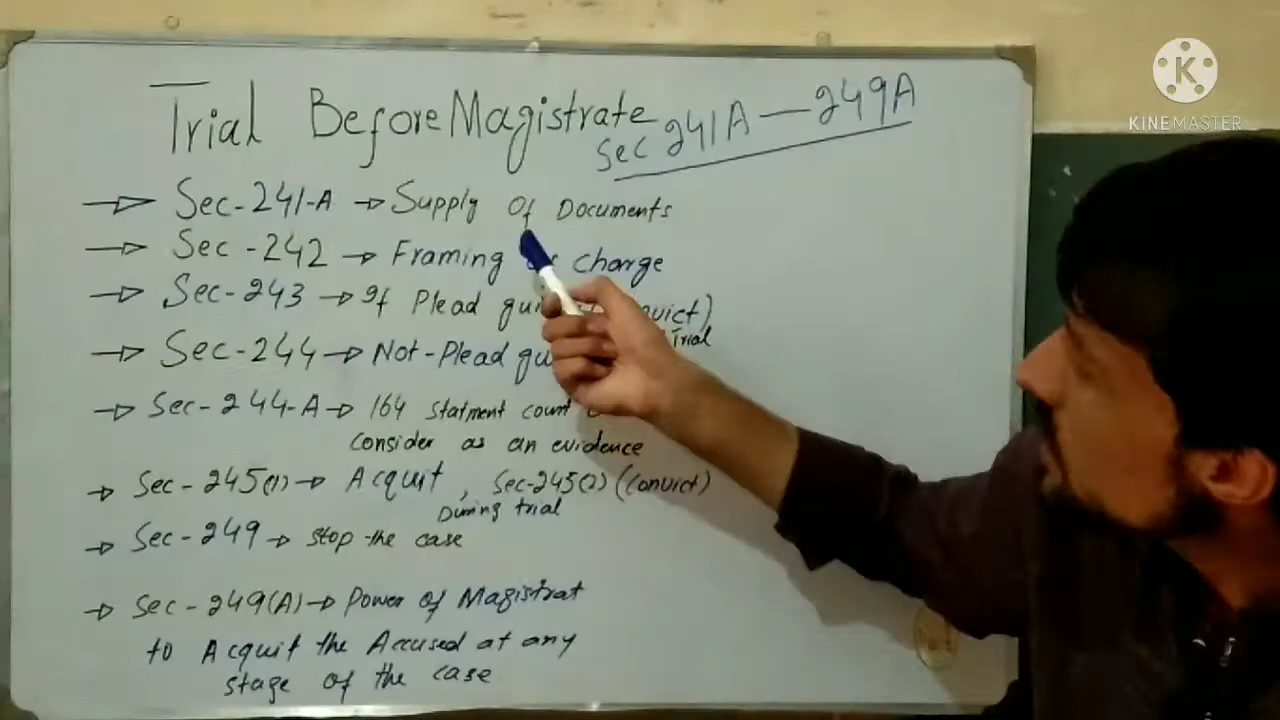 Trial Before Magistrate
Sec 241A — 249A
→ Sec-241-A → Supply Of Documents
→ Sec-242 → Framing charge
→ Sec-243 → If Plead
Trial
→ Sec-244 → Not-Plead
→ Sec-244-A → 164 Statment count
consider as an evidence
→ Sec-245(1) → Acquit, Sec-245(2) (convict)
During trial
→ Sec-249 → Stop the case
→ Sec-249(A) → Power of Magistrat
to Acquit the Accused at any
stage of the case
KINEMASTER